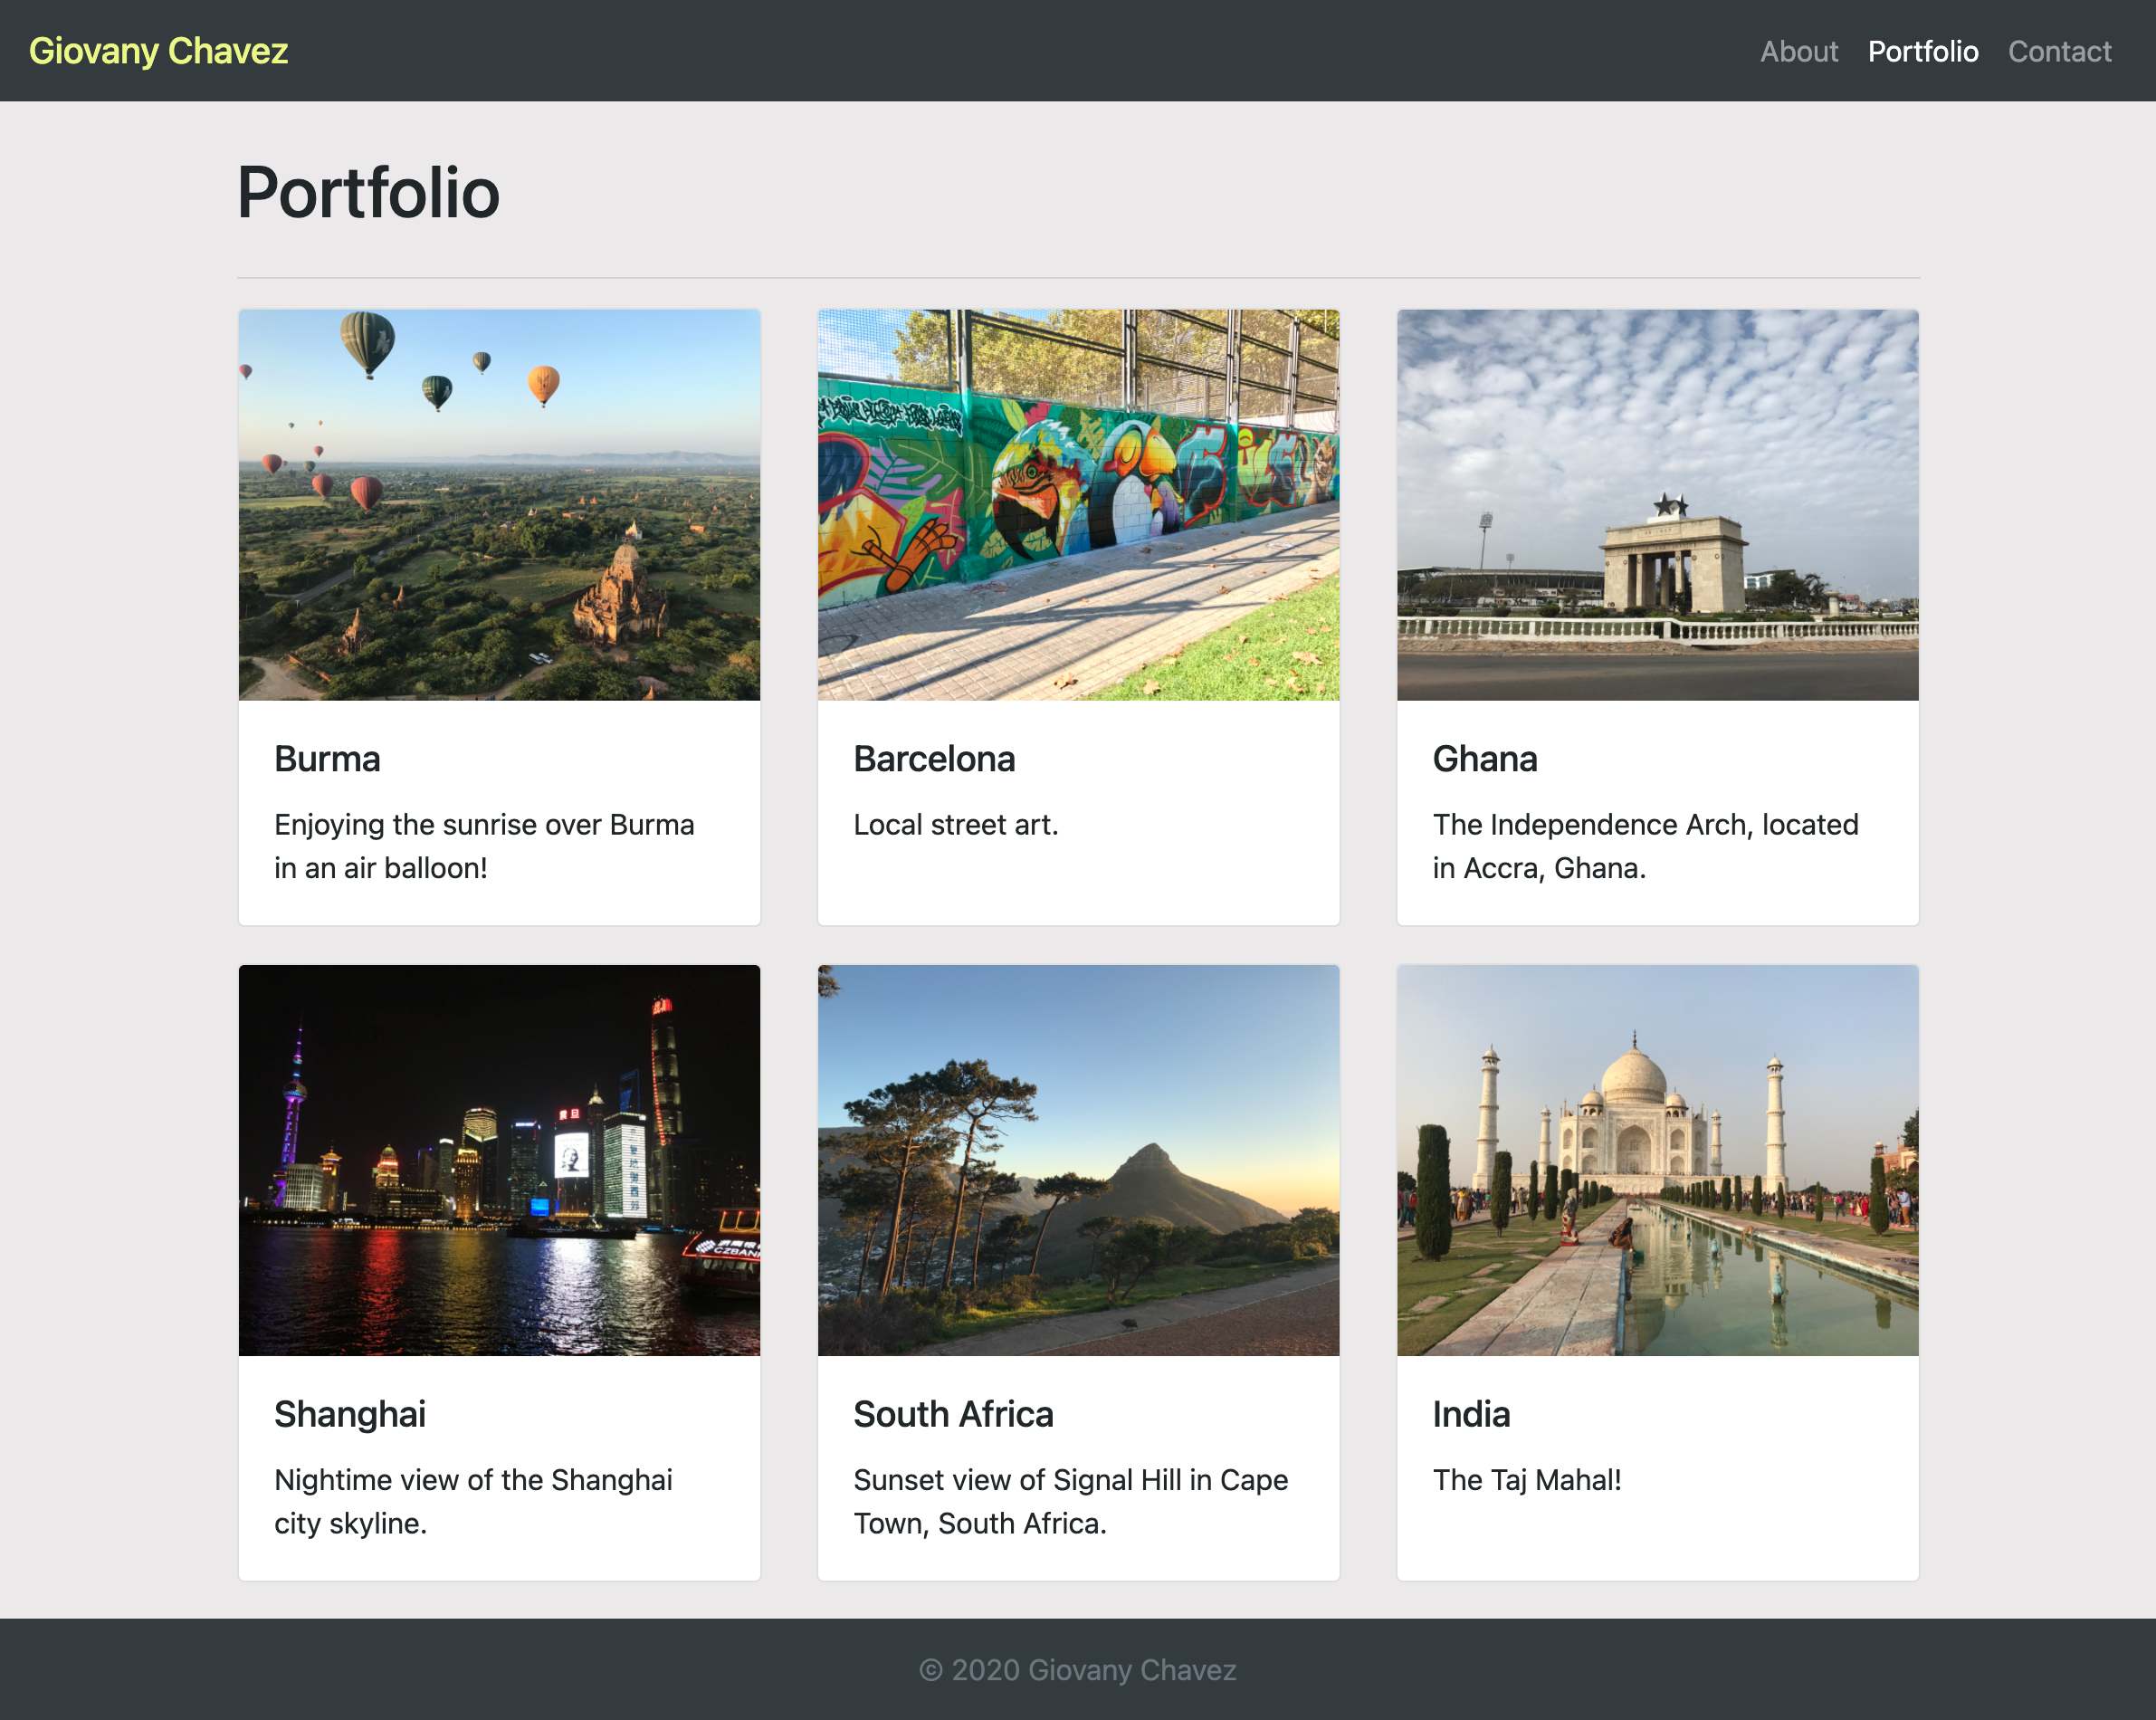 Giovany Chavez
About Portfolio Contact
Portfolio
Burma
Enjoying the sunrise over Burma
in an air balloon!
Barcelona
Local street art.
Ghana
The Independence Arch, located
in Accra, Ghana.
CZBAN
Shanghai
Nightime view of the Shanghai
city skyline.
South Africa
Sunset view of Signal Hill in Cape
Town, South Africa.
India
The Taj Mahal!
© 2020 Giovany Chavez